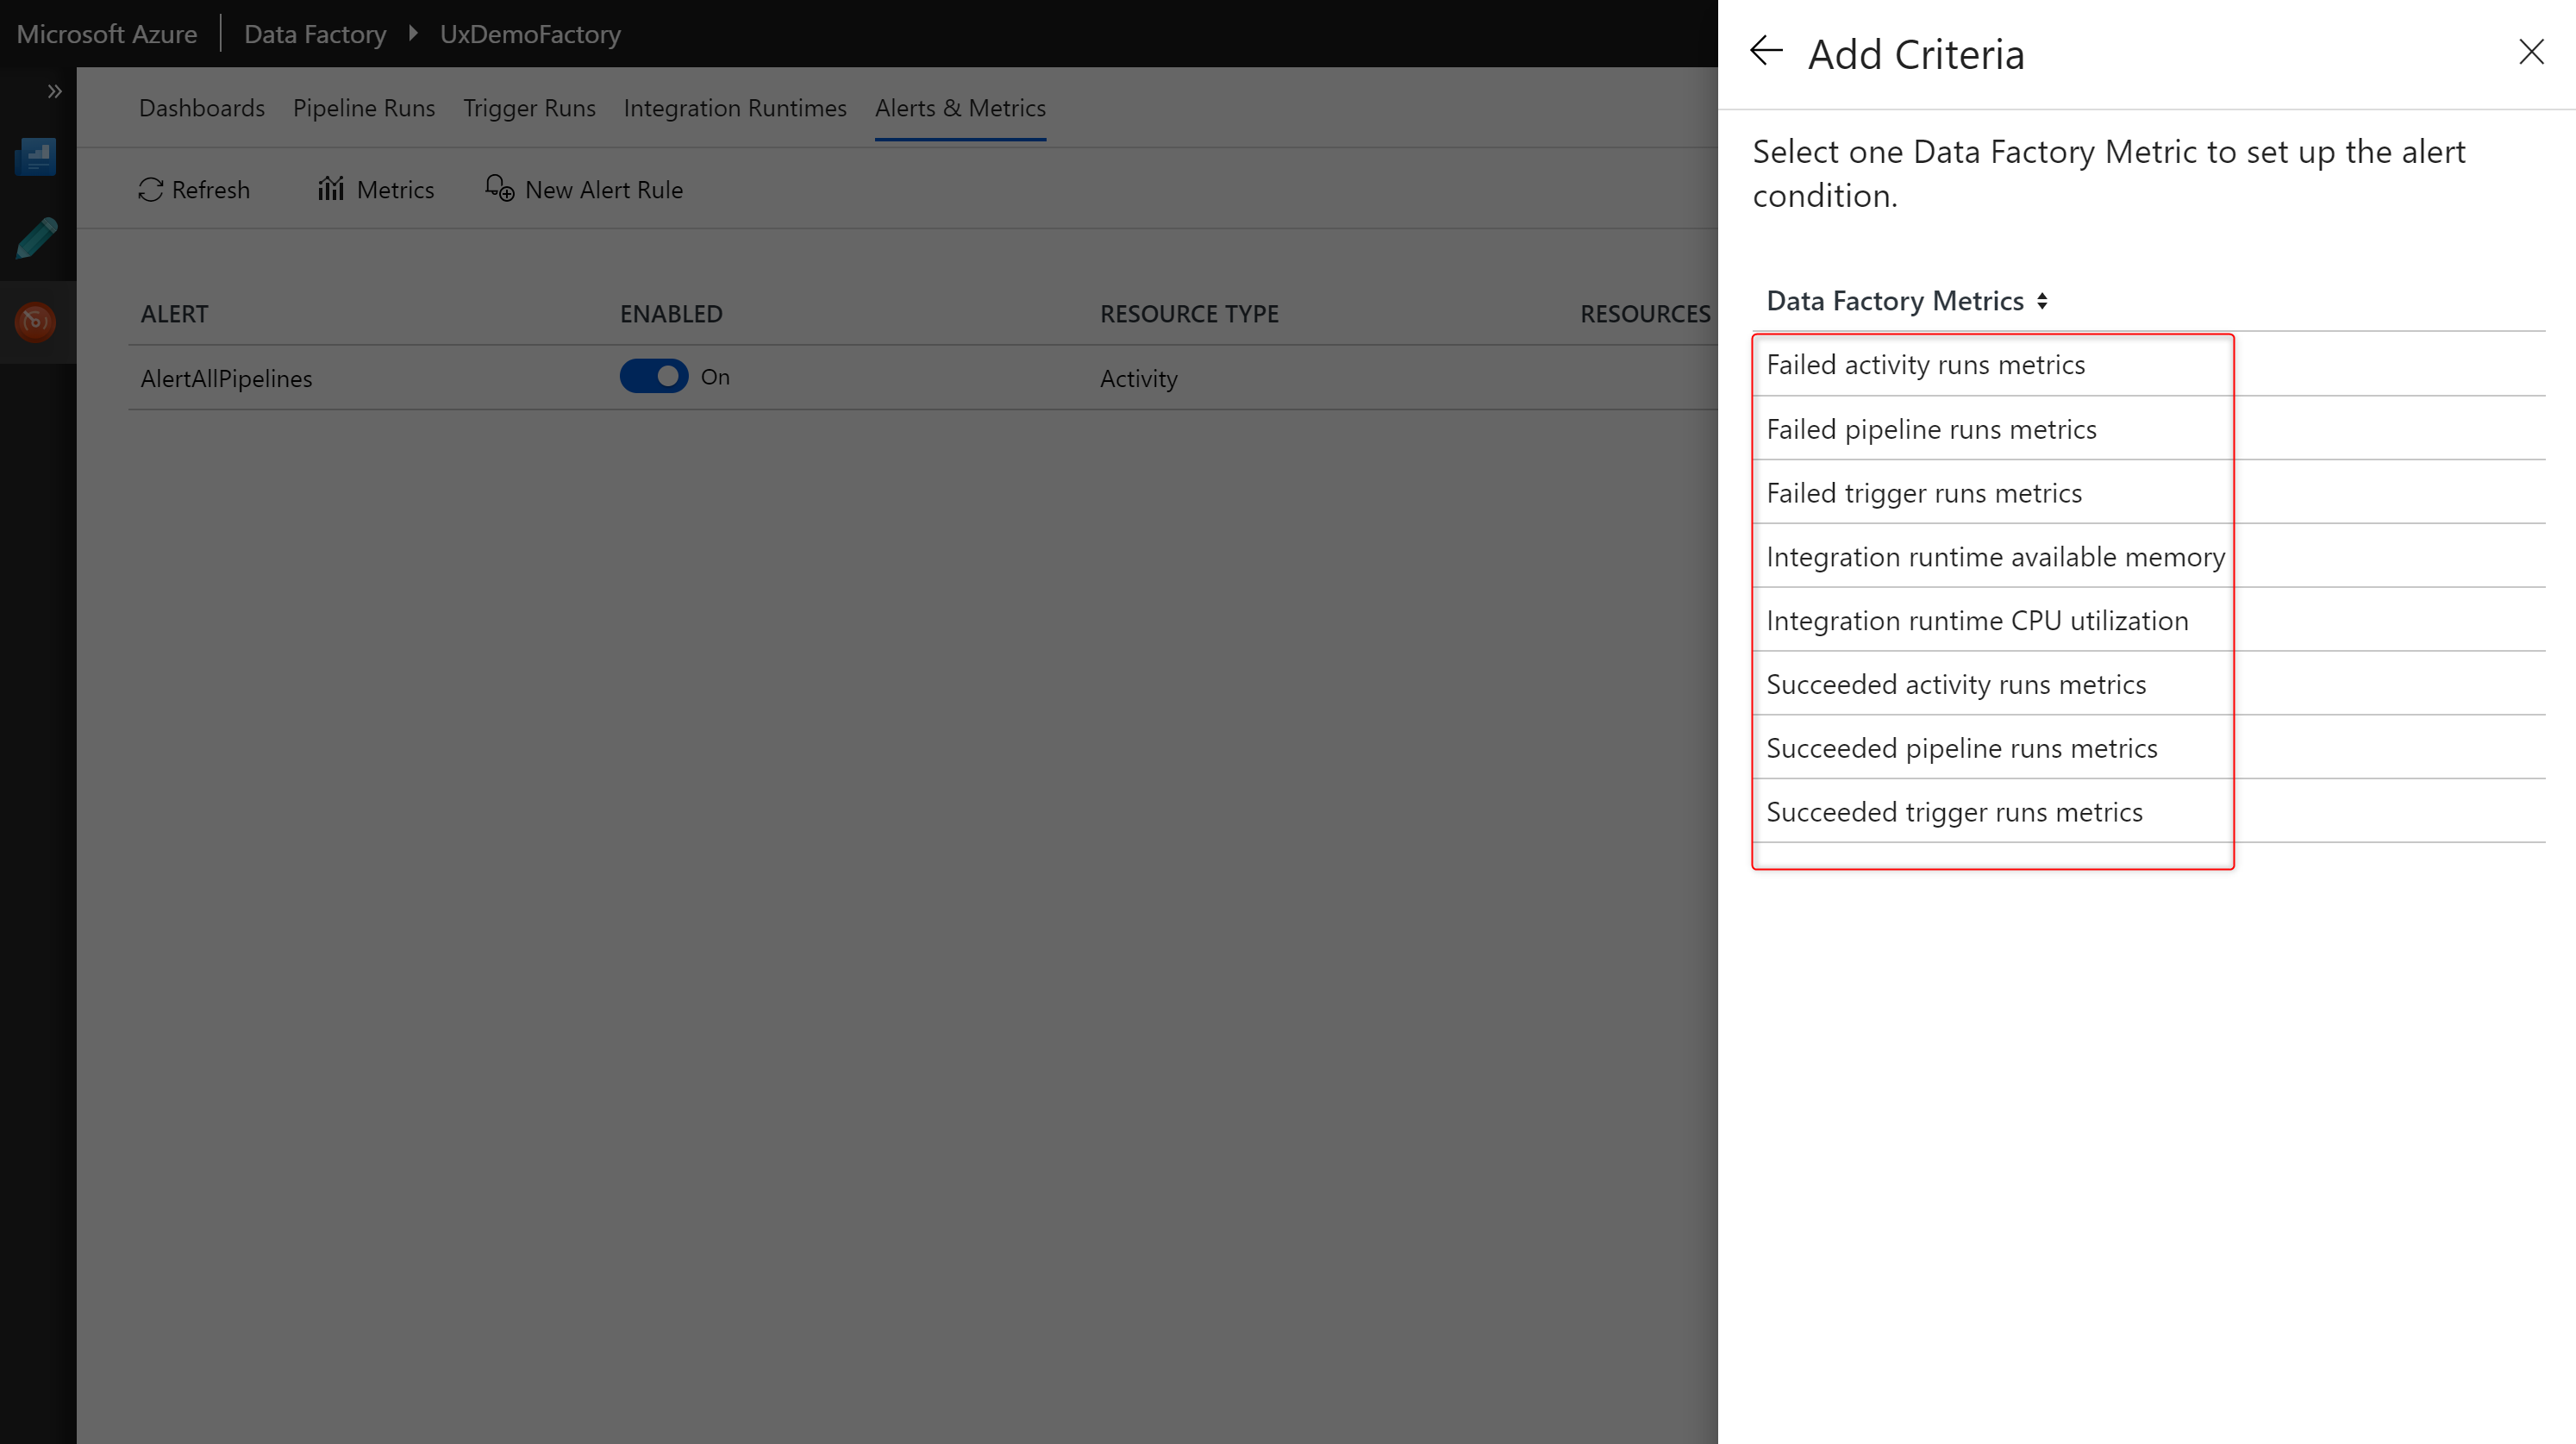 Microsoft Azure | Data Factory UxDemoFactory
Dashboards Pipeline Runs Trigger Runs Integration Runtimes Alerts & Metrics
Refresh Metrics New Alert Rule
ALERT ENABLED RESOURCE TYPE RESOURCES
AlertAllPipelines On Activity
Add Criteria
Select one Data Factory Metric to set up the alert
condition.
Data Factory Metrics
Failed activity runs metrics
Failed pipeline runs metrics
Failed trigger runs metrics
Integration runtime available memory
Integration runtime CPU utilization
Succeeded activity runs metrics
Succeeded pipeline runs metrics
Succeeded trigger runs metrics